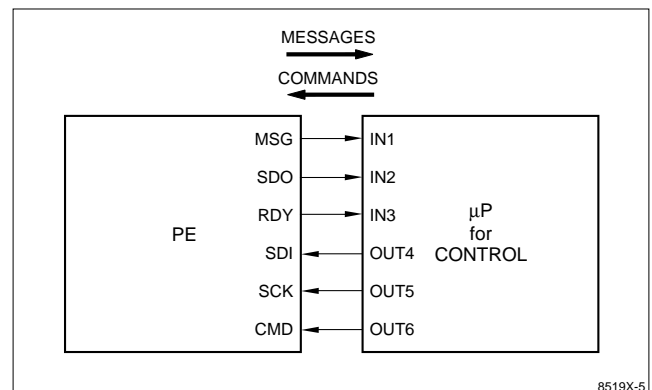 MESSAGES
COMMANDS
MSG IN1
SDO IN2
RDY IN3
SDI OUT4
SCK OUT5
CMD OUT6
PE
μP
for
CONTROL
8519X-5